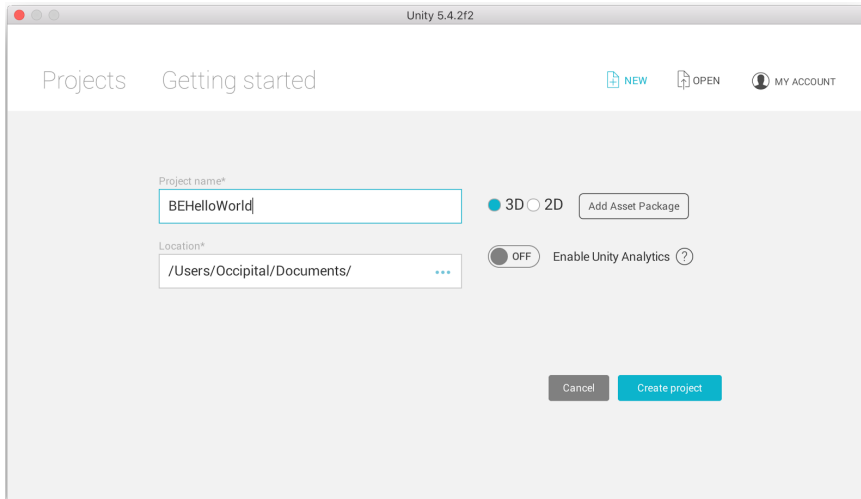 Unity 5.4.2f2
Projects Getting started NEW OPEN MY ACCOUNT
Project name*
BEHelloWorld
3D 2D Add Asset Package
Location*
/Users/Occipital/Documents/ •••
OFF Enable Unity Analytics ?
Cancel Create project